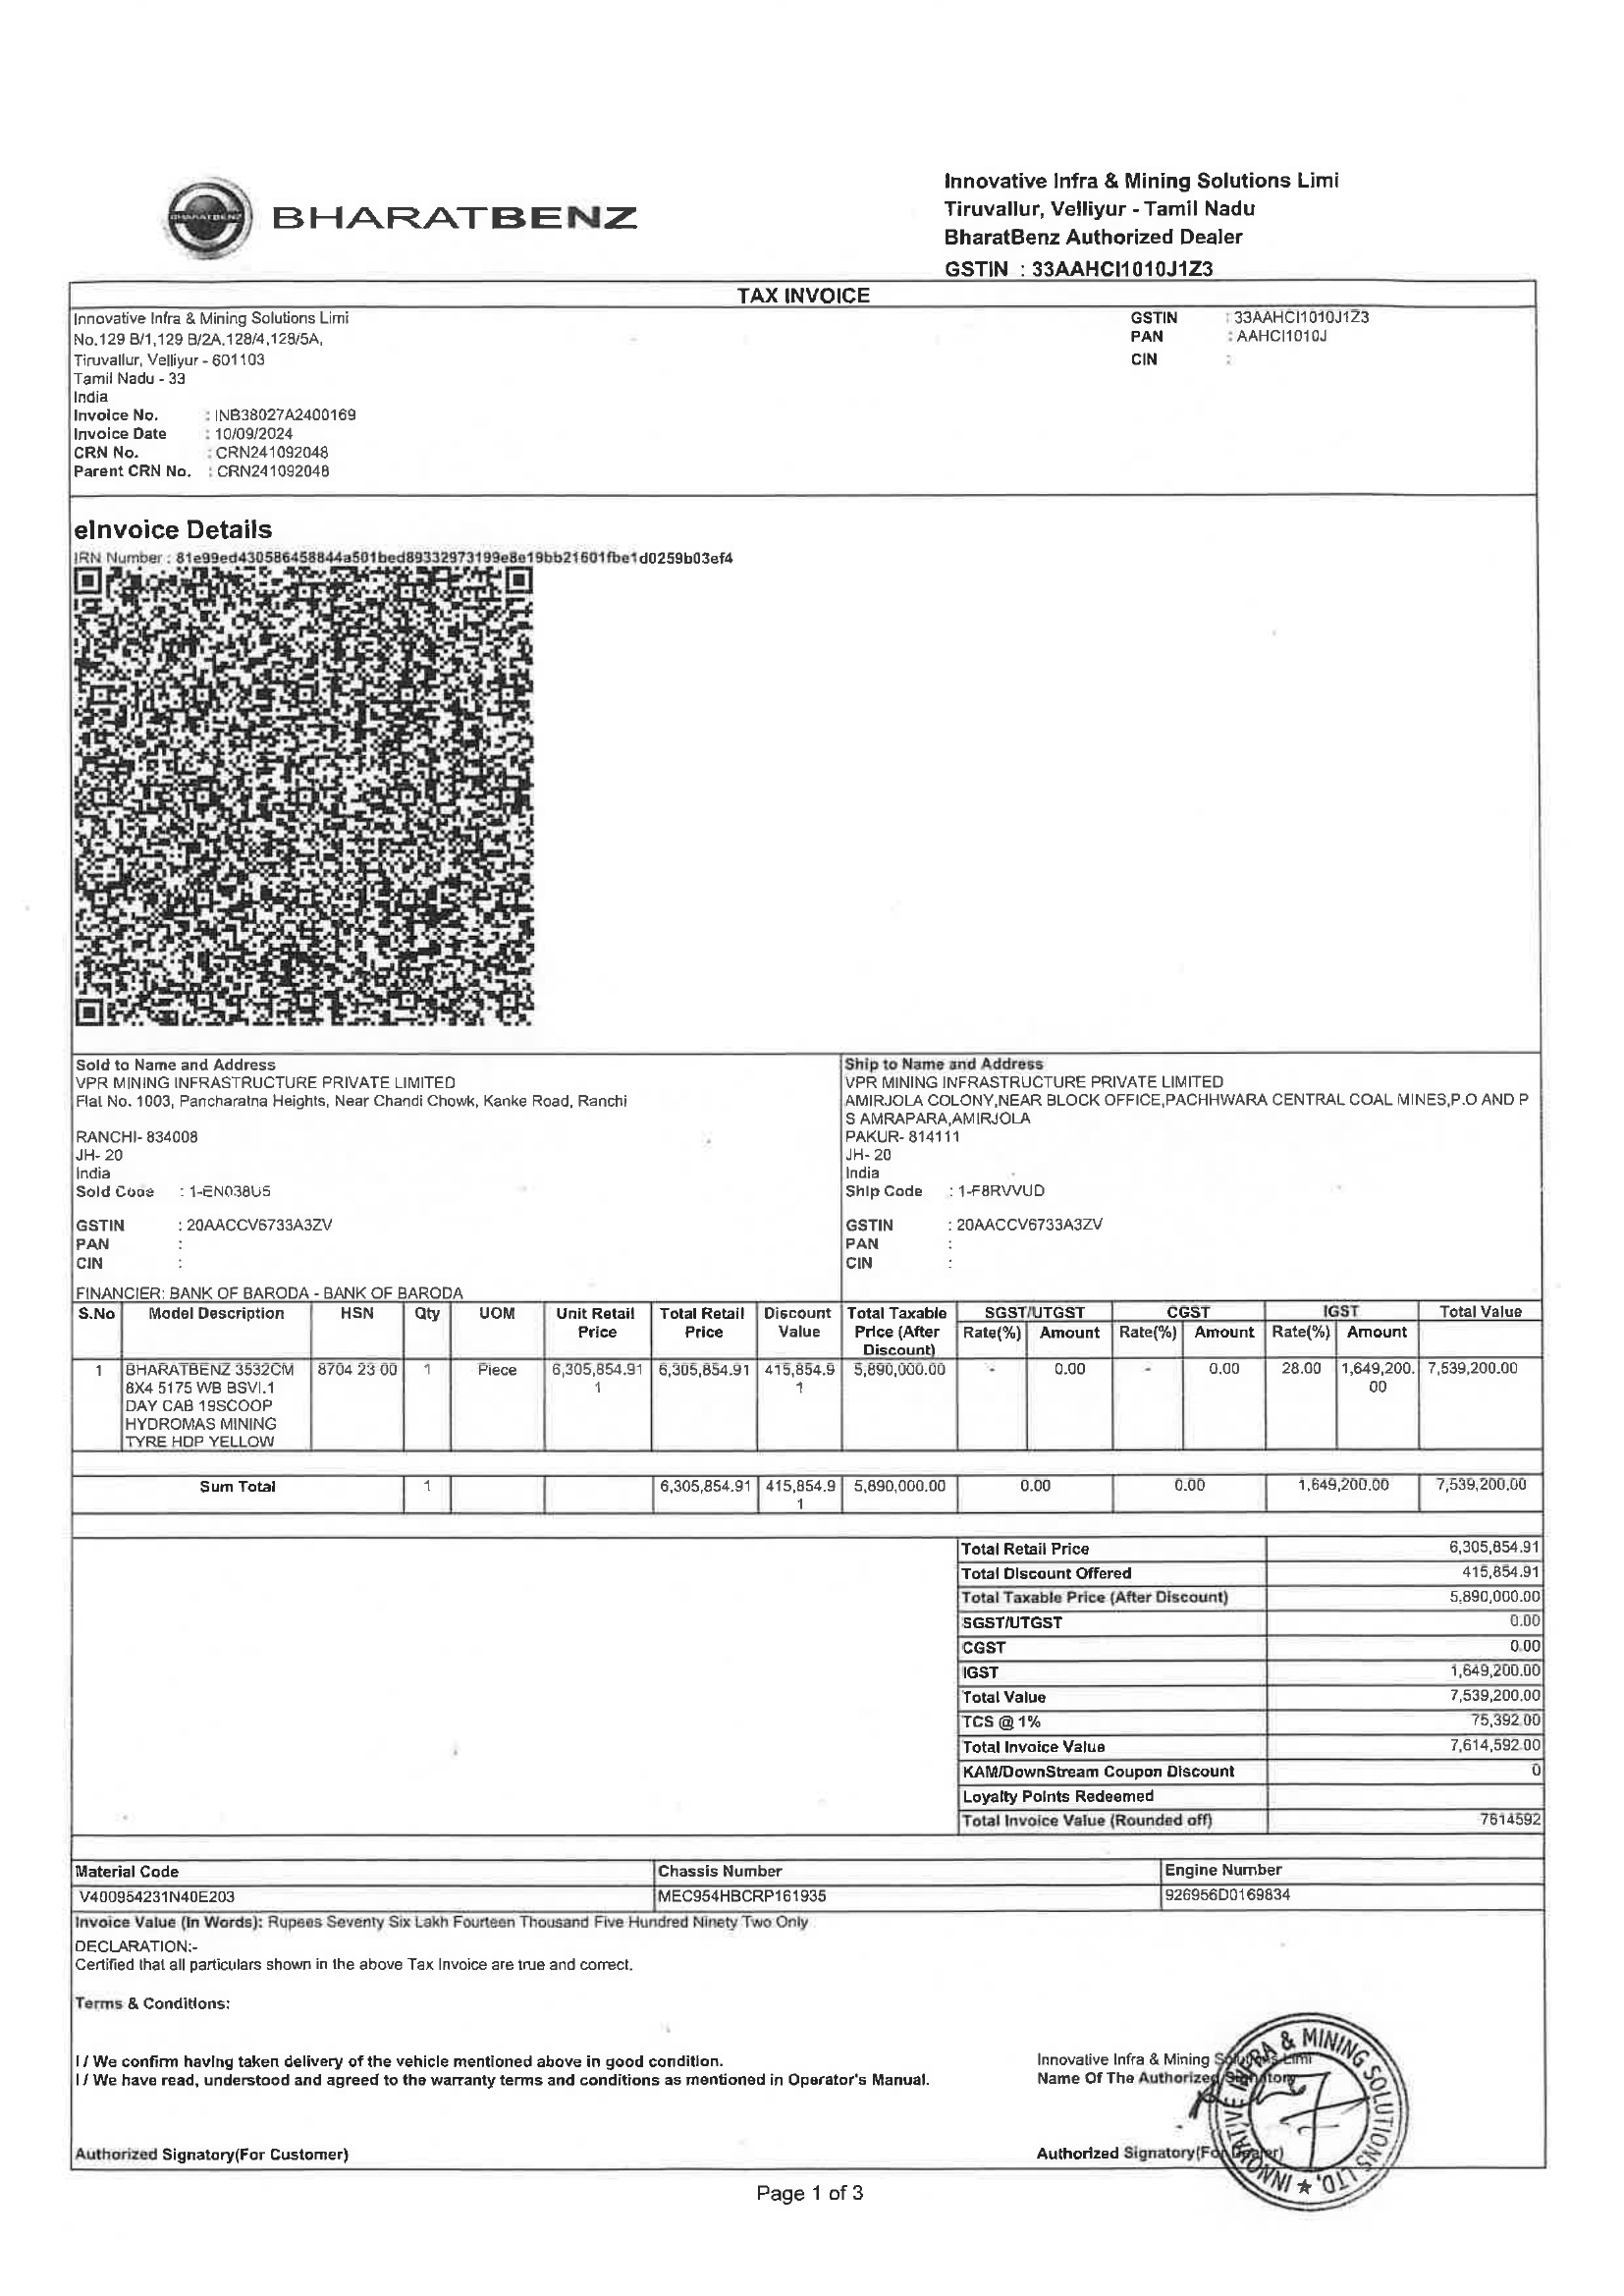 BHARATBENZ
Innovative Infra & Mining Solutions Limi
Tiruvallur, Velliyur - Tamil Nadu
BharatBenz Authorized Dealer
GSTIN : 33AAHCI1010J1Z3
TAX INVOICE
Innovative Infra & Mining Solutions Limi
No.129 B/1,129 B/2A,128/4,128/5A,
Tiruvallur, Velliyur - 601103
Tamil Nadu - 33
India
Invoice No. : INB38027A2400169
Invoice Date : 10/09/2024
CRN No. : CRN241092048
Parent CRN No. : CRN241092048
GSTIN : 33AAHCI1010J1Z3
PAN : AAHCI1010J
CIN :
eInvoice Details
IRN Number : 81e99ed430586458844a501bed89332973199e8e19bb21601fbe1d0259b03ef4
Sold to Name and Address
VPR MINING INFRASTRUCTURE PRIVATE LIMITED
Flat No. 1003, Pancharatna Heights, Near Chandi Chowk, Kanke Road, Ranchi
RANCHI- 834008
JH- 20
India
Sold Code : 1-EN038U5
GSTIN : 20AACCV6733A3ZV
PAN :
CIN :
Ship to Name and Address
VPR MINING INFRASTRUCTURE PRIVATE LIMITED
AMIRJOLA COLONY,NEAR BLOCK OFFICE,PACHHWARA CENTRAL COAL MINES,P.O AND P
S AMRAPARA,AMIRJOLA
PAKUR- 814111
JH- 20
India
Ship Code : 1-F8RVVUD
GSTIN : 20AACCV6733A3ZV
PAN :
CIN :
FINANCIER: BANK OF BARODA - BANK OF BARODA
S.No Model Description HSN Qty UOM Unit Retail Total Retail Discount Total Taxable SGST/UTGST CGST IGST Total Value
Price Price Value Price (After Rate(%) Amount Rate(%) Amount Rate(%) Amount
Discount)
1 BHARATBENZ 3532CM 8704 23 00 1 Piece 6,305,854.91 6,305,854.91 415,854.9 5,890,000.00 - 0.00 - 0.00 28.00 1,649,200. 7,539,200.00
8X4 5175 WB BSVI.1 1 1 00
DAY CAB 19SCOOP
HYDROMAS MINING
TYRE HDP YELLOW
Sum Total 1 6,305,854.91 415,854.9 5,890,000.00 0.00 0.00 1,649,200.00 7,539,200.00
1
Total Retail Price 6,305,854.91
Total Discount Offered 415,854.91
Total Taxable Price (After Discount) 5,890,000.00
SGST/UTGST 0.00
CGST 0.00
IGST 1,649,200.00
Total Value 7,539,200.00
TCS @ 1% 75,392.00
Total Invoice Value 7,614,592.00
KAM/DownStream Coupon Discount 0
Loyalty Points Redeemed
Total Invoice Value (Rounded off) 7614592
Material Code Chassis Number Engine Number
V400954231N40E203 MEC954HBCRP161935 926956D0169834
Invoice Value (In Words): Rupees Seventy Six Lakh Fourteen Thousand Five Hundred Ninety Two Only
DECLARATION:-
Certified that all particulars shown in the above Tax Invoice are true and correct.
Terms & Conditions:
I / We confirm having taken delivery of the vehicle mentioned above in good condition.
I / We have read, understood and agreed to the warranty terms and conditions as mentioned in Operator's Manual.
Innovative Infra & Mining Solutions Limi
Name Of The Authorized Signatory
INNOVATIVE INFRA & MINING SOLUTIONS LTD.
Authorized Signatory(For Customer)
Authorized Signatory(For Dealer)
Page 1 of 3